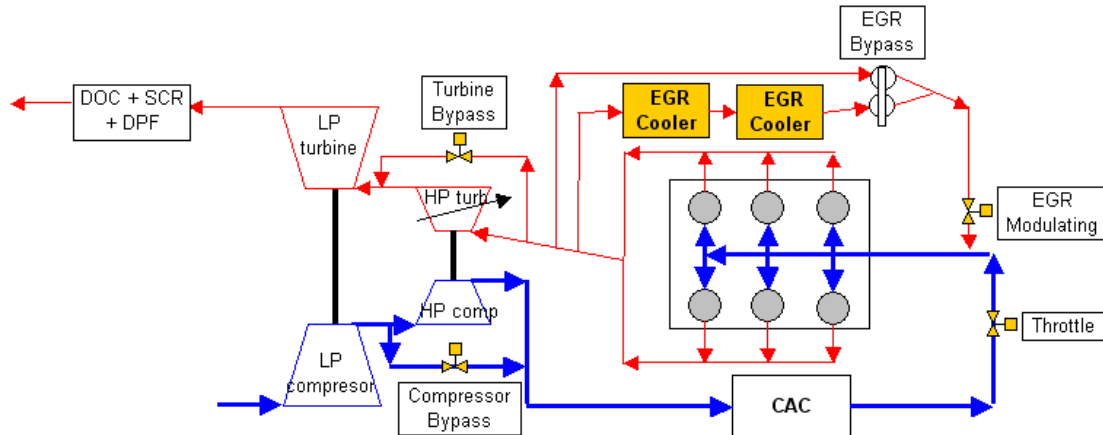 EGR
Bypass
DOC + SCR
+ DPF
Turbine
Bypass
EGR
Cooler
EGR
Cooler
LP
turbine
HP turb
EGR
Modulating
HP comp
Throttle
LP
compresor
Compressor
Bypass
CAC